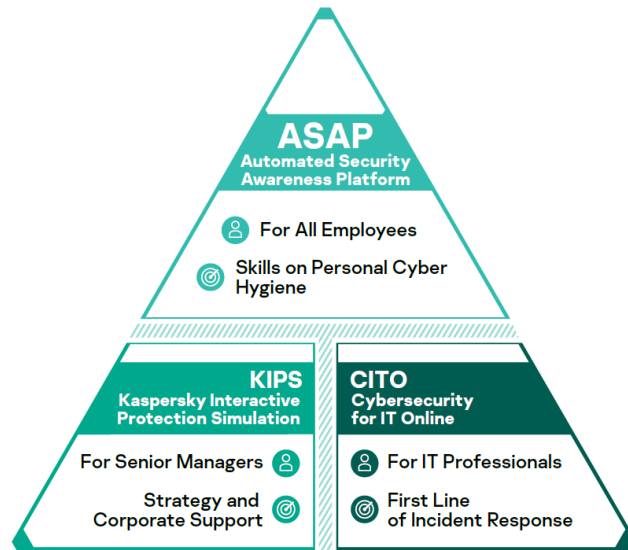 ASAP
Automated Security
Awareness Platform
For All Employees
Skills on Personal Cyber
Hygiene
KIPS
Kaspersky Interactive
Protection Simulation
For Senior Managers
Strategy and
Corporate Support
CITO
Cybersecurity
for IT Online
For IT Professionals
First Line
of Incident Response